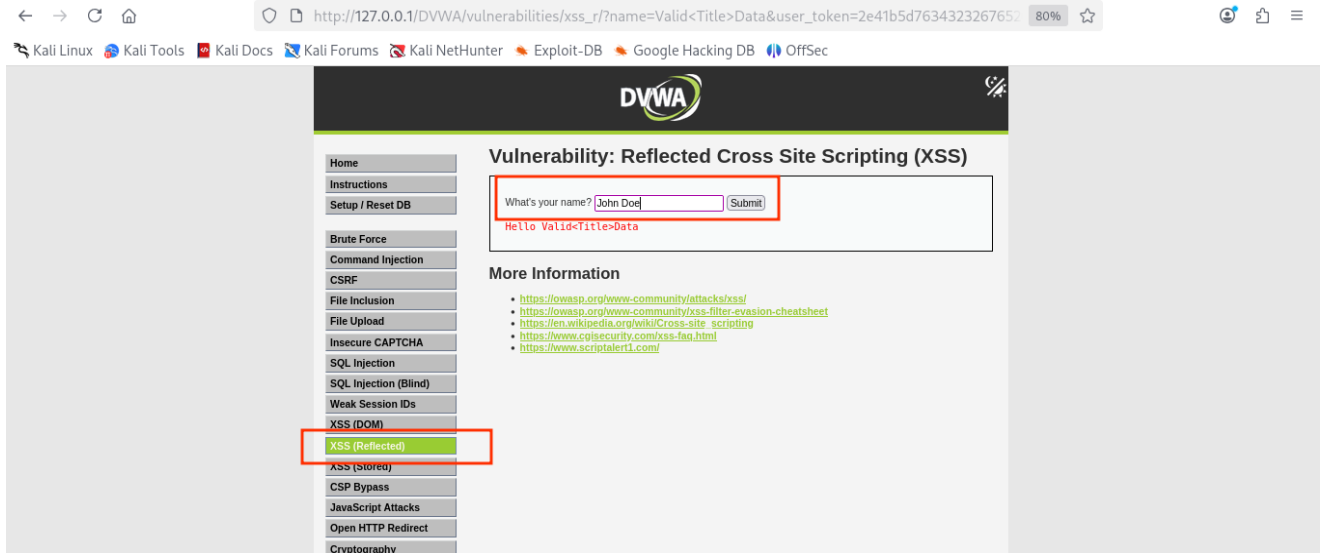 http://127.0.0.1/DVWA/vulnerabilities/xss_r/?name=Valid<Title>Data&user_token=2e41b5d7634323267652 80%
Kali Linux Kali Tools Kali Docs Kali Forums Kali NetHunter Exploit-DB Google Hacking DB OffSec
DVWA
Home
Instructions
Setup / Reset DB
Brute Force
Command Injection
CSRF
File Inclusion
File Upload
Insecure CAPTCHA
SQL Injection
SQL Injection (Blind)
Weak Session IDs
XSS (DOM)
XSS (Reflected)
XSS (Stored)
CSP Bypass
JavaScript Attacks
Open HTTP Redirect
Cryptography
Vulnerability: Reflected Cross Site Scripting (XSS)
What's your name? John Doe Submit
Hello Valid<Title>Data
More Information
https://owasp.org/www-community/attacks/xss/
https://owasp.org/www-community/xss-filter-evasion-cheatsheet
https://en.wikipedia.org/wiki/Cross-site_scripting
https://www.cgisecurity.com/xss-faq.html
https://www.scriptalert1.com/